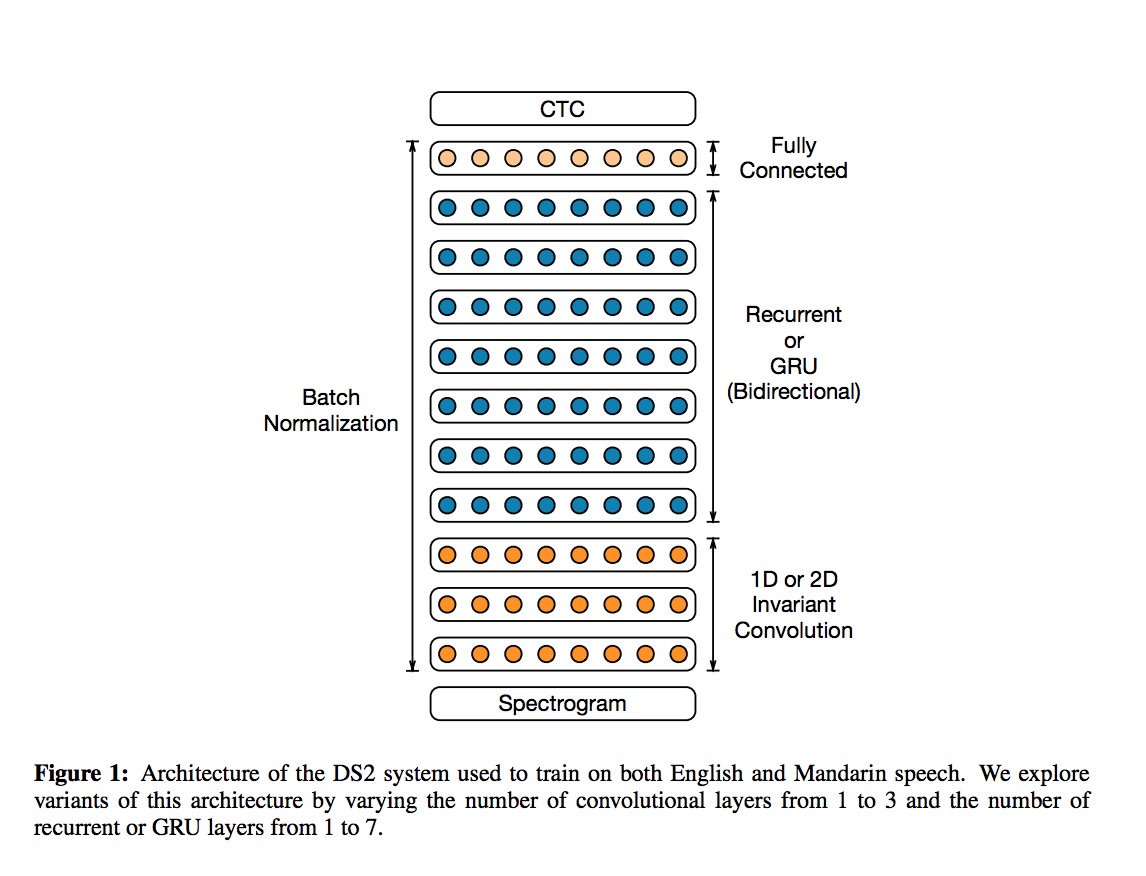 CTC
Fully
Connected
Recurrent
or
GRU
(Bidirectional)
Batch
Normalization
1D or 2D
Invariant
Convolution
Spectrogram
Figure 1: Architecture of the DS2 system used to train on both English and Mandarin speech. We explore
variants of this architecture by varying the number of convolutional layers from 1 to 3 and the number of
recurrent or GRU layers from 1 to 7.